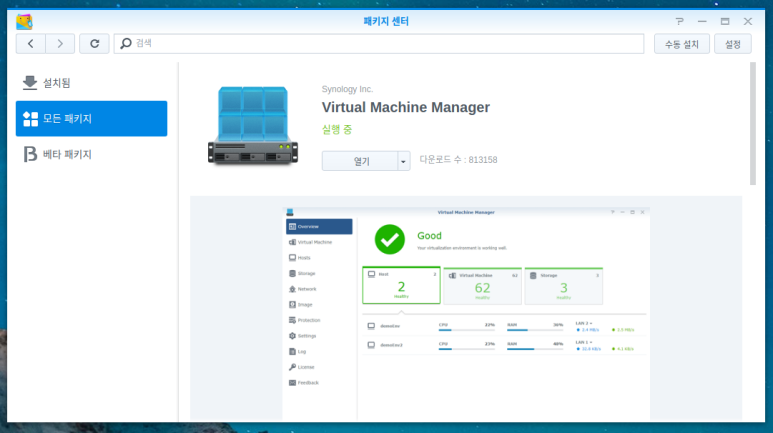 패키지 센터
검색
수동 설치
설정
설치됨
모든 패키지
베타 패키지
Synology Inc.
Virtual Machine Manager
실행 중
열기
다운로드 수 : 813158
Virtual Machine Manager
Overview
Virtual Machine
Hosts
Storage
Network
Image
Protection
Settings
Log
License
Feedback
Good
Your virtualization environment is working well.
Host 2
2
Healthy
Virtual Machine 62
62
Healthy
Storage 3
3
Healthy
CPU 22% RAM 30% LAN 2
CPU 23% RAM 60% LAN 1